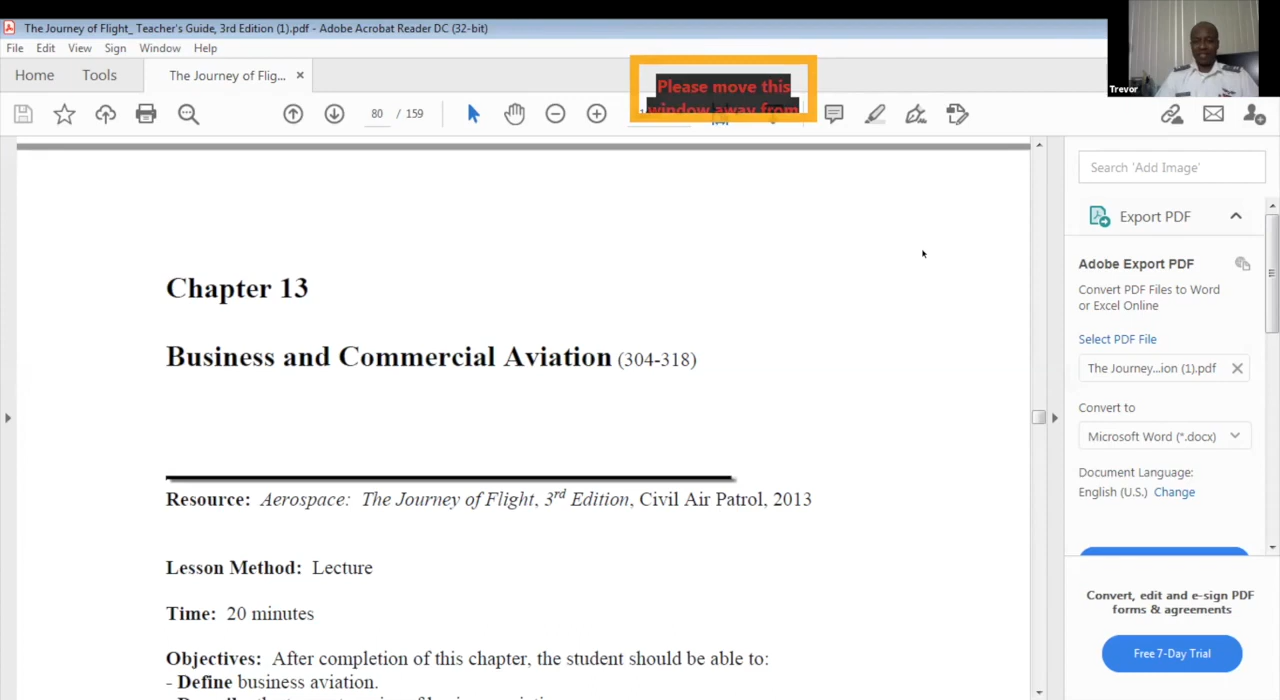 The Journey of Flight_ Teacher's Guide, 3rd Edition (1).pdf - Adobe Acrobat Reader DC (32-bit)
File Edit View Sign Window Help
Home Tools The Journey of Flig... ×
80 / 159
Please move this
window away from
Trevor
Search 'Add Image'
Export PDF
Adobe Export PDF
Convert PDF Files to Word
or Excel Online
Select PDF File
The Journey...ion (1).pdf
Convert to
Microsoft Word (*.docx)
Document Language:
English (U.S.) Change
Convert, edit and e-sign PDF
forms & agreements
Free 7-Day Trial
Chapter 13
Business and Commercial Aviation (304-318)
Resource: Aerospace: The Journey of Flight, 3rd Edition, Civil Air Patrol, 2013
Lesson Method: Lecture
Time: 20 minutes
Objectives: After completion of this chapter, the student should be able to:
- Define business aviation.